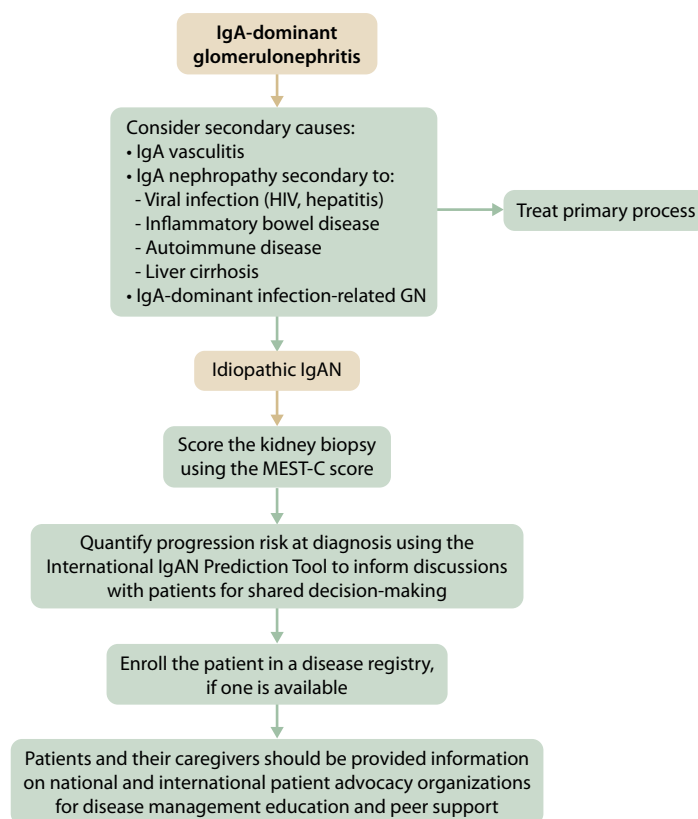 IgA-dominant
glomerulonephritis
Consider secondary causes:
• IgA vasculitis
• IgA nephropathy secondary to:
- Viral infection (HIV, hepatitis)
- Inflammatory bowel disease
- Autoimmune disease
- Liver cirrhosis
• IgA-dominant infection-related GN
Treat primary process
Idiopathic IgAN
Score the kidney biopsy
using the MEST-C score
Quantify progression risk at diagnosis using the
International IgAN Prediction Tool to inform discussions
with patients for shared decision-making
Enroll the patient in a disease registry,
if one is available
Patients and their caregivers should be provided information
on national and international patient advocacy organizations
for disease management education and peer support